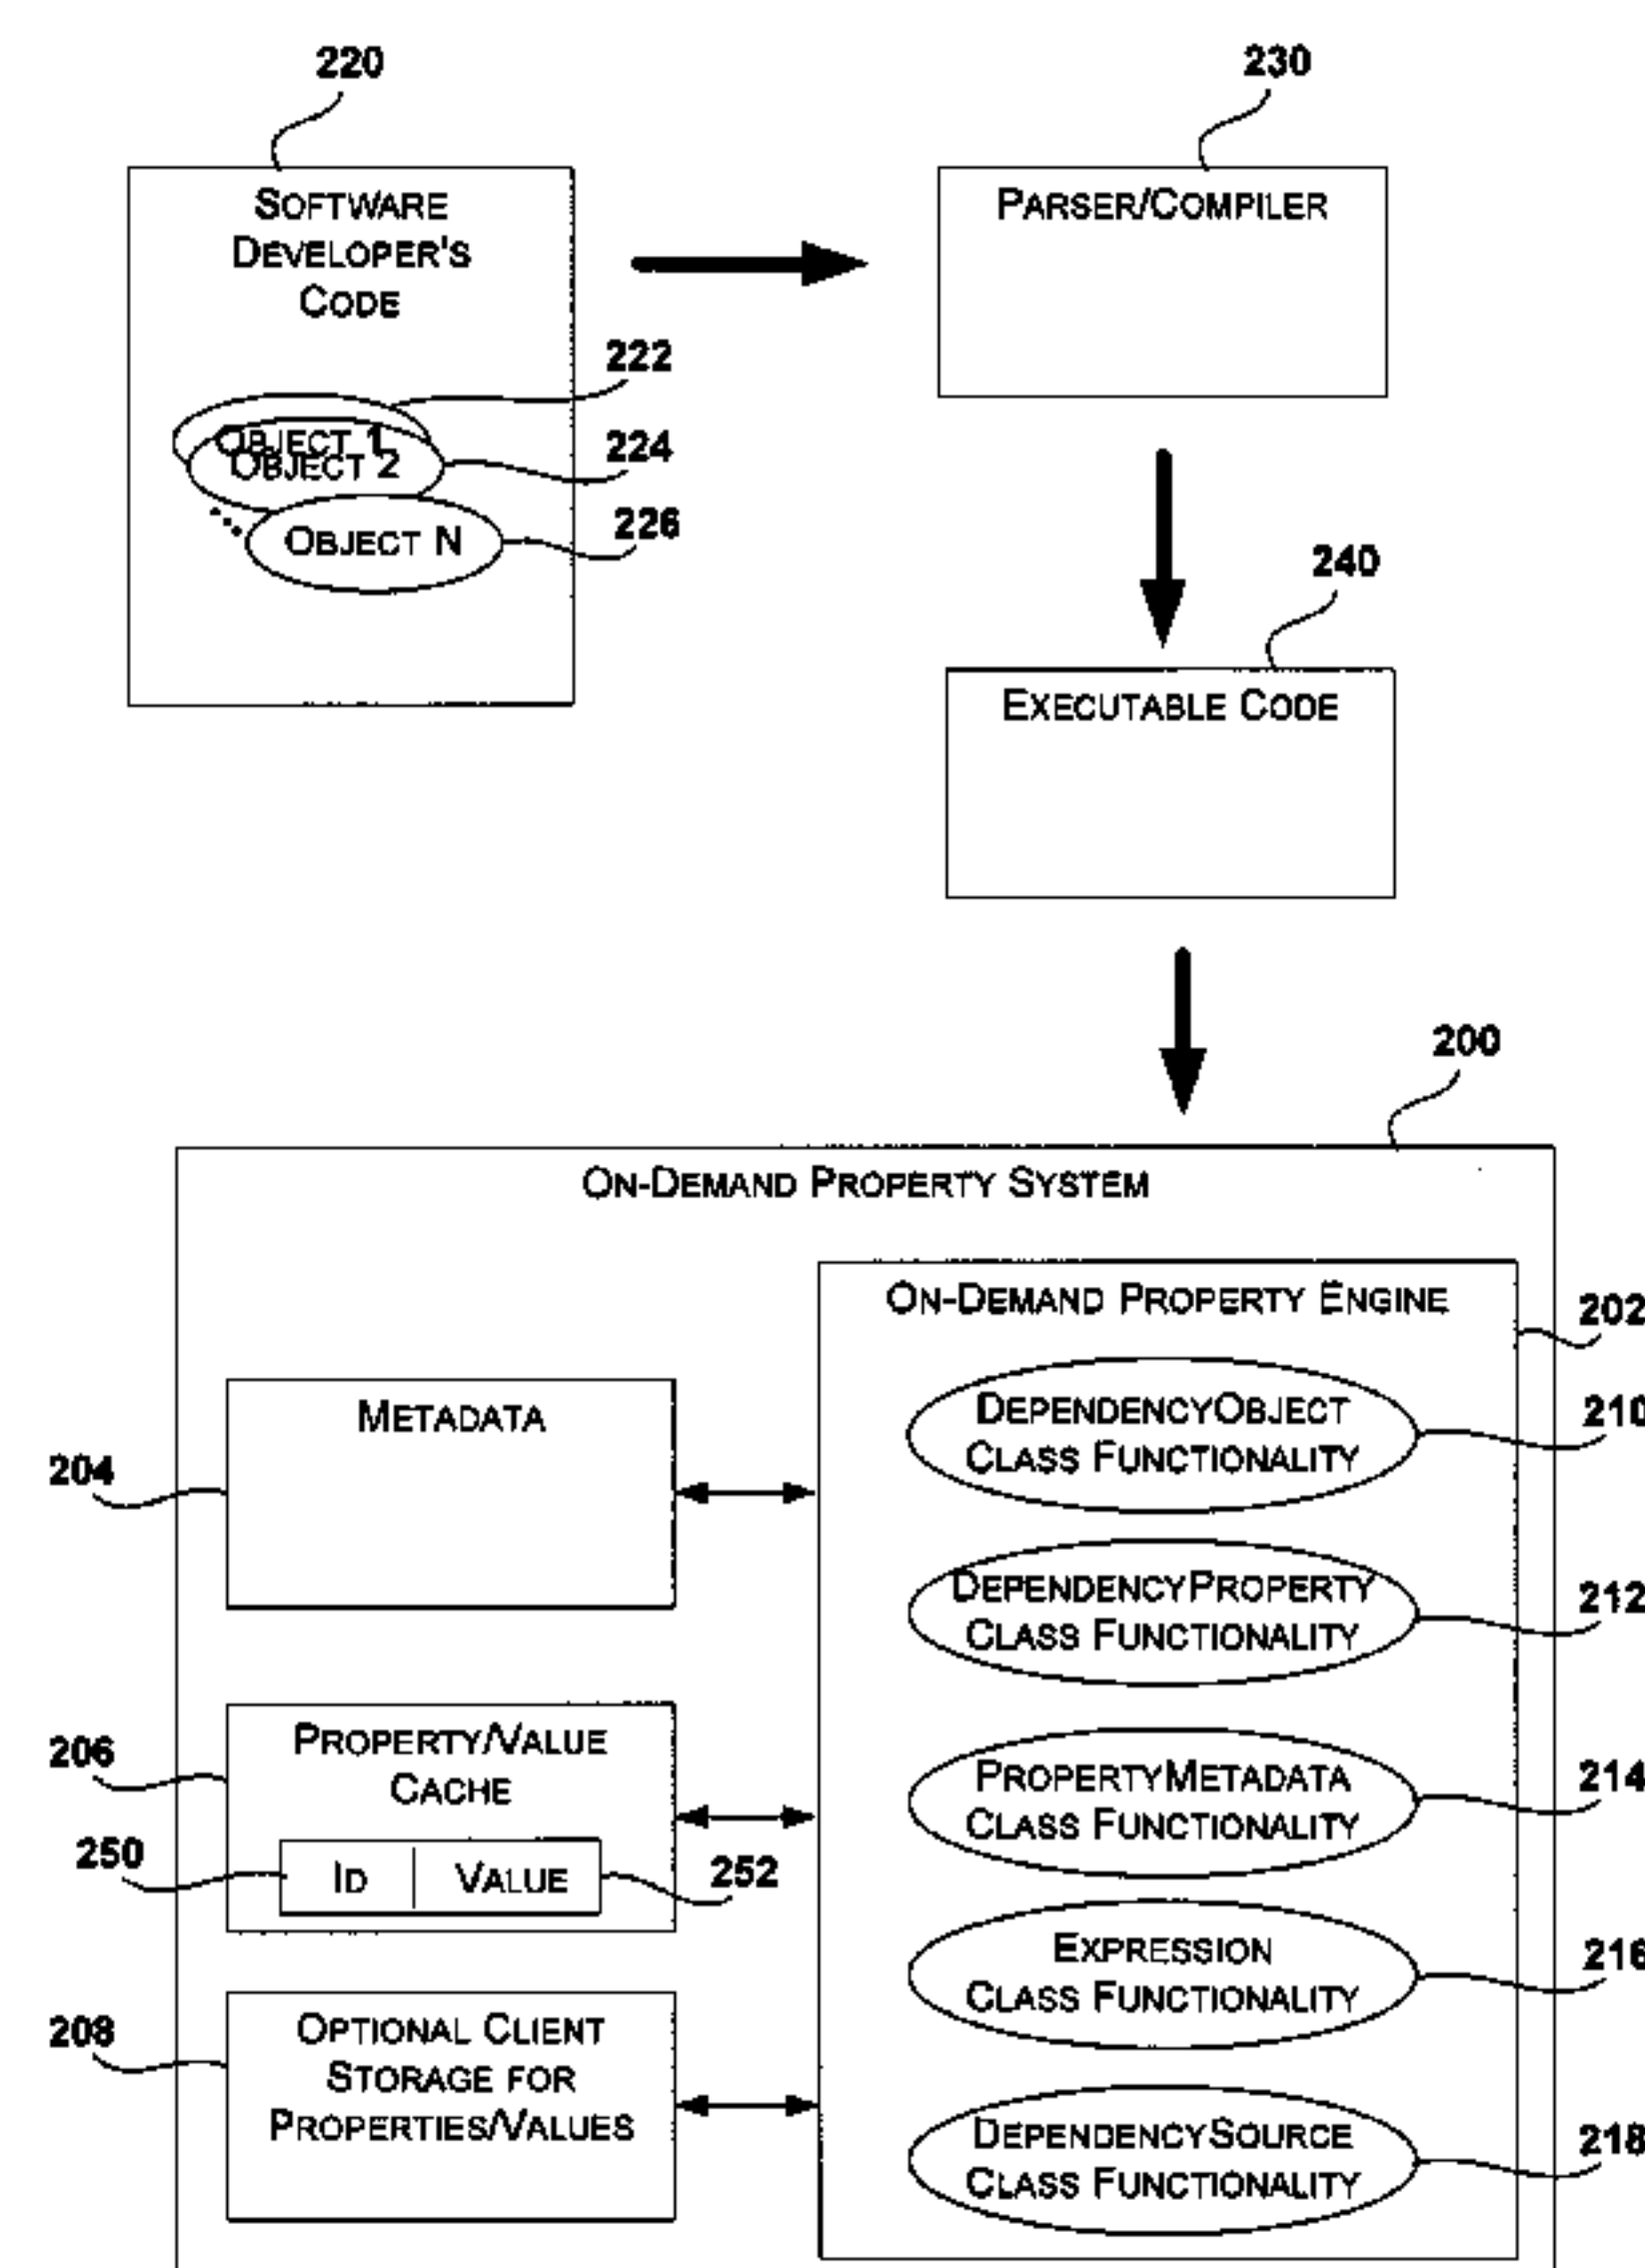 220
230
SOFTWARE
DEVELOPER'S
CODE
PARSER/COMPILER
222
OBJECT 1
224
OBJECT 2
226
OBJECT N
240
EXECUTABLE CODE
200
ON-DEMAND PROPERTY SYSTEM
ON-DEMAND PROPERTY ENGINE
202
METADATA
204
DEPENDENCYOBJECT
CLASS FUNCTIONALITY
210
DEPENDENCYPROPERTY
CLASS FUNCTIONALITY
212
206
PROPERTY/VALUE
CACHE
250
ID
VALUE
252
PROPERTYMETADATA
CLASS FUNCTIONALITY
214
EXPRESSION
CLASS FUNCTIONALITY
216
208
OPTIONAL CLIENT
STORAGE FOR
PROPERTIES/VALUES
DEPENDENCYSOURCE
CLASS FUNCTIONALITY
218